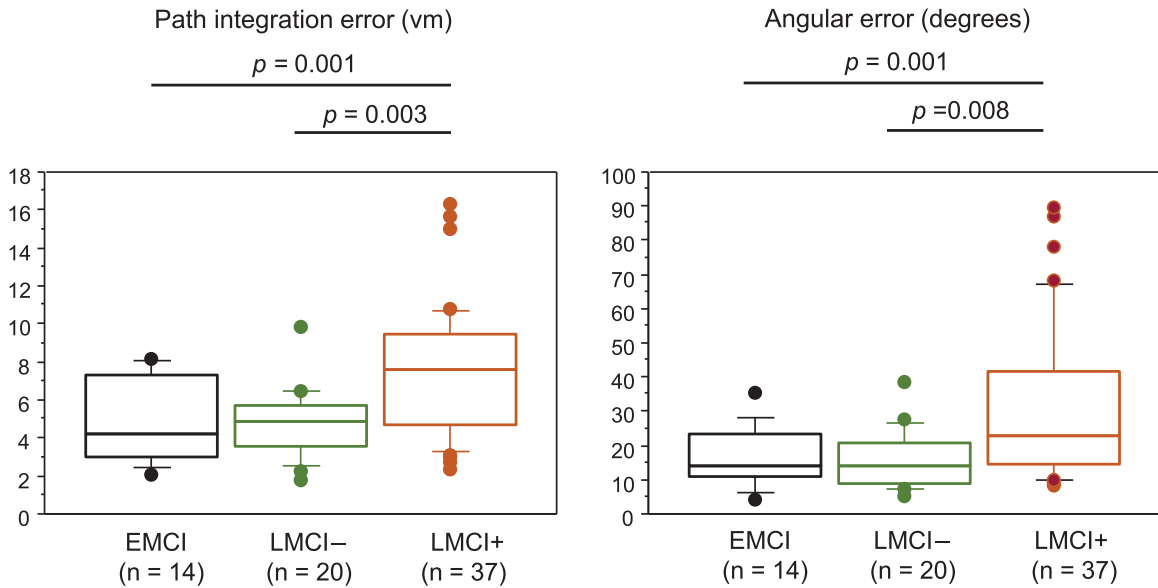 Path integration error (vm)
p = 0.001
p = 0.003
18
16
14
12
10
8
6
4
2
0
EMCI
(n = 14)
LMCI−
(n = 20)
LMCI+
(n = 37)
Angular error (degrees)
p = 0.001
p =0.008
100
90
80
70
60
50
40
30
20
10
0
EMCI
(n = 14)
LMCI−
(n = 20)
LMCI+
(n = 37)